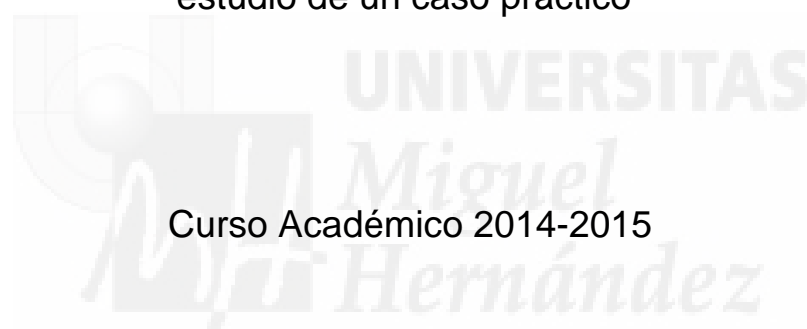 estudio de un caso práctico
UNIVERSITAS
Miguel
Curso Académico 2014-2015
Hernández